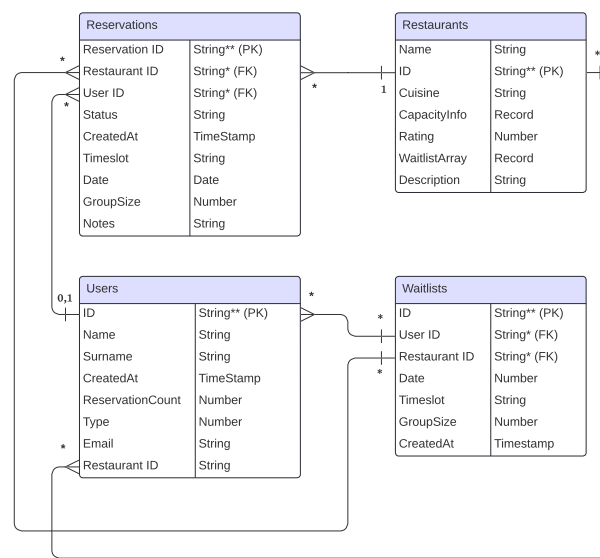 Reservations
Reservation ID String** (PK)
* Restaurant ID String* (FK)
User ID String* (FK)
*
Status String
CreatedAt TimeStamp
Timeslot String
Date Date
GroupSize Number
Notes String
*
1
Restaurants
Name String
*
ID String** (PK)
Cuisine String
CapacityInfo Record
Rating Number
WaitlistArray Record
Description String
0,1
Users
ID String** (PK)
Name String
Surname String
CreatedAt TimeStamp
ReservationCount Number
Type Number
Email String
* Restaurant ID String
*
*
*
Waitlists
ID String** (PK)
User ID String* (FK)
Restaurant ID String* (FK)
Date Number
Timeslot String
GroupSize Number
CreatedAt Timestamp